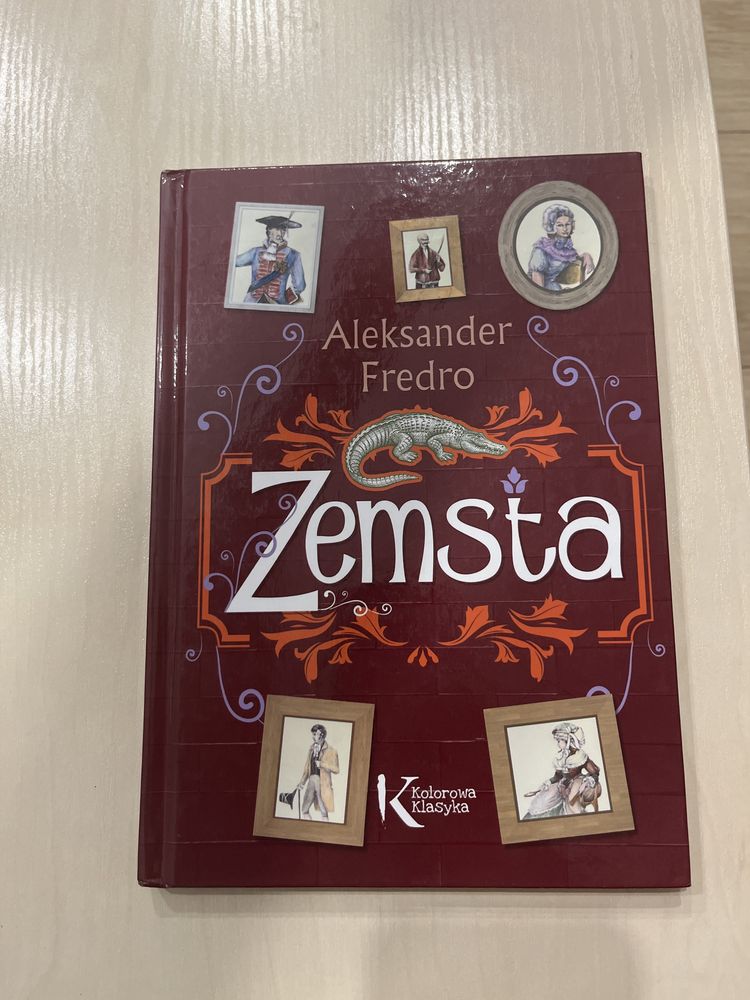 Aleksander
Fredro
Zemsta
K Kolorowa
Klasyka